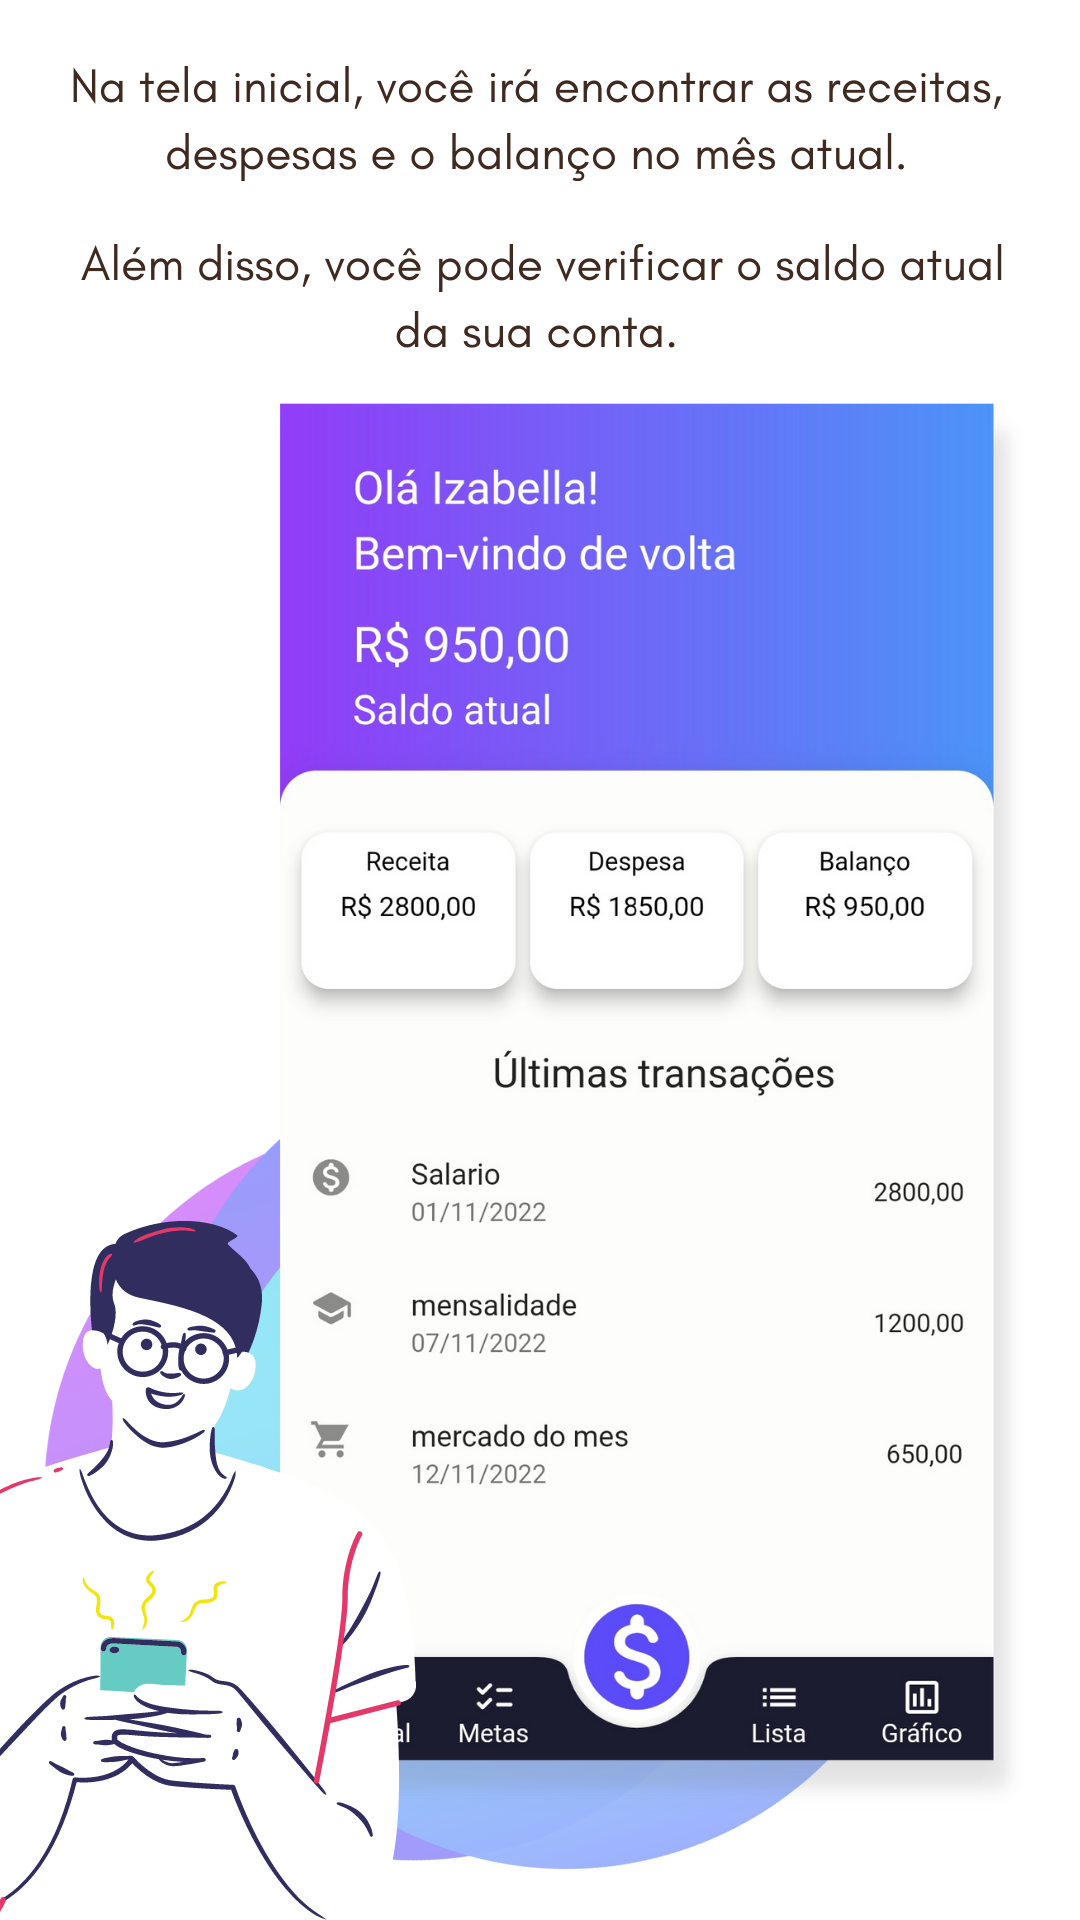 Na tela inicial, você irá encontrar as receitas,
despesas e o balanço no mês atual.
Além disso, você pode verificar o saldo atual
da sua conta.
Olá Izabella!
Bem-vindo de volta
R$ 950,00
Saldo atual
Receita
R$ 2800,00
Despesa
R$ 1850,00
Balanço
R$ 950,00
Últimas transações
Salario
01/11/2022
2800,00
mensalidade
07/11/2022
1200,00
mercado do mes
12/11/2022
650,00
Metas
Lista
Gráfico